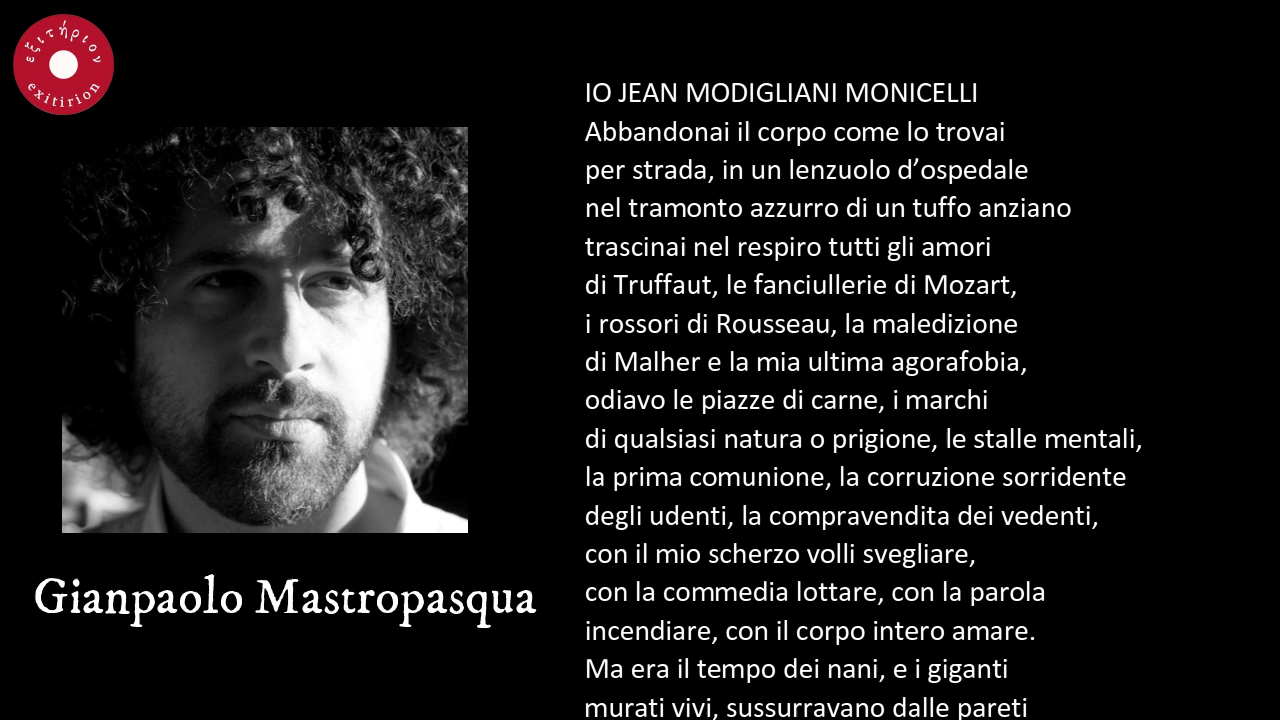 εξιτήριον
exitirion
IO JEAN MODIGLIANI MONICELLI
Abbandonai il corpo come lo trovai
per strada, in un lenzuolo d’ospedale
nel tramonto azzurro di un tuffo anziano
trascinai nel respiro tutti gli amori
di Truffaut, le fanciullerie di Mozart,
i rossori di Rousseau, la maledizione
di Malher e la mia ultima agorafobia,
odiavo le piazze di carne, i marchi
di qualsiasi natura o prigione, le stalle mentali,
la prima comunione, la corruzione sorridente
degli udenti, la compravendita dei vedenti,
con il mio scherzo volli svegliare,
con la commedia lottare, con la parola
incendiare, con il corpo intero amare.
Ma era il tempo dei nani, e i giganti
murati vivi, sussurravano dalle pareti
Gianpaolo Mastropasqua